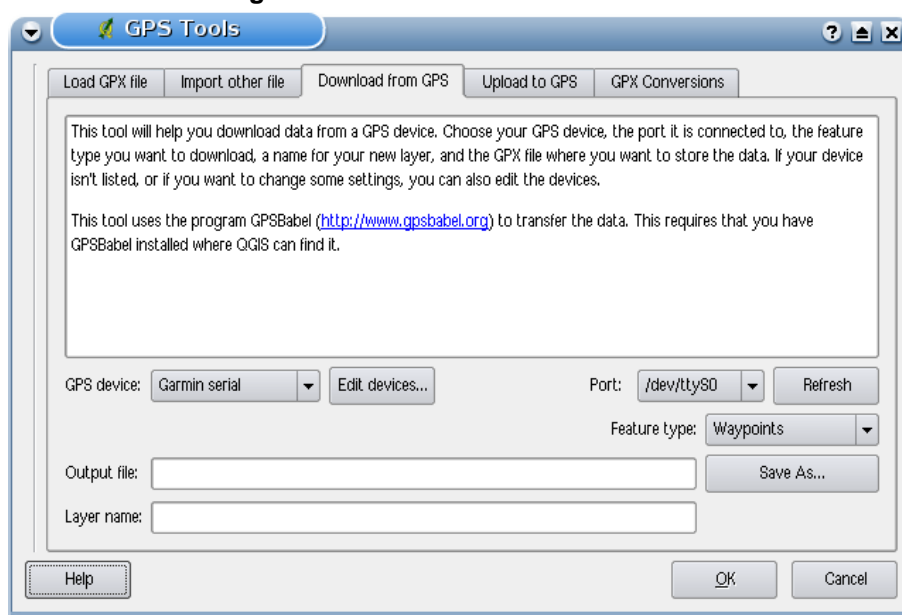 GPS Tools
Load GPX file Import other file Download from GPS Upload to GPS GPX Conversions
This tool will help you download data from a GPS device. Choose your GPS device, the port it is connected to, the feature
type you want to download, a name for your new layer, and the GPX file where you want to store the data. If your device
isn't listed, or if you want to change some settings, you can also edit the devices.
This tool uses the program GPSBabel (http://www.gpsbabel.org) to transfer the data. This requires that you have
GPSBabel installed where QGIS can find it.
GPS device: Garmin serial Edit devices... Port: /dev/ttyS0 Refresh
Feature type: Waypoints
Output file: Save As...
Layer name:
Help OK Cancel